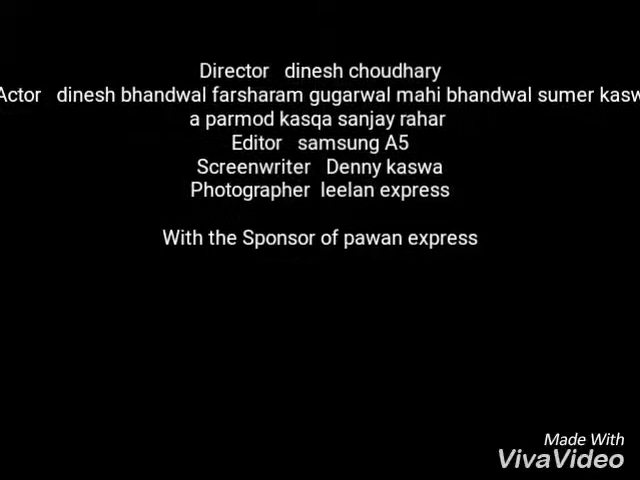 Director dinesh choudhary
Actor dinesh bhandwal farsharam gugarwal mahi bhandwal sumer kasw
a parmod kasqa sanjay rahar
Editor samsung A5
Screenwriter Denny kaswa
Photographer leelan express
With the Sponsor of pawan express
Made With
VivaVideo